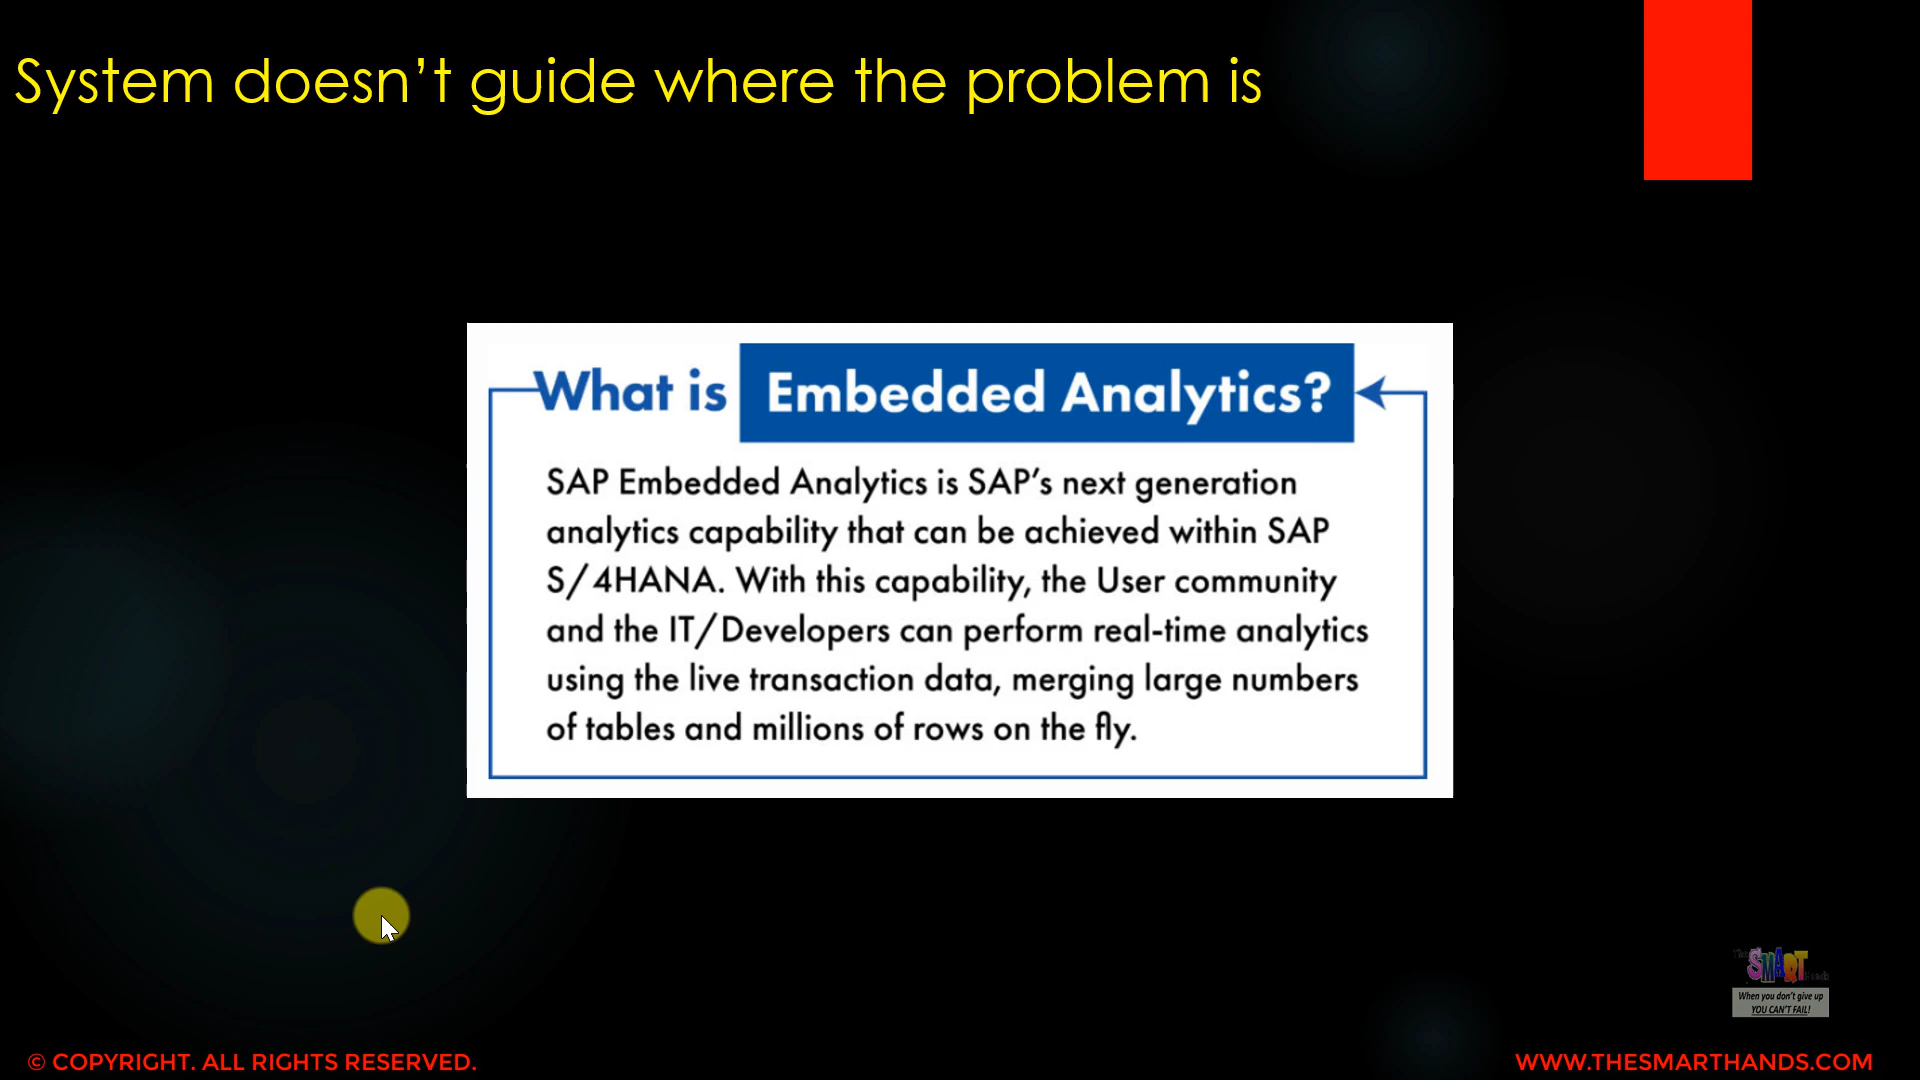 System doesn’t guide where the problem is
What is Embedded Analytics?
SAP Embedded Analytics is SAP’s next generation
analytics capability that can be achieved within SAP
S/4HANA. With this capability, the User community
and the IT/Developers can perform real-time analytics
using the live transaction data, merging large numbers
of tables and millions of rows on the fly.
The SMART Hands
When you don’t give up
YOU CAN’T FAIL!
© COPYRIGHT. ALL RIGHTS RESERVED.
WWW.THESMARTHANDS.COM